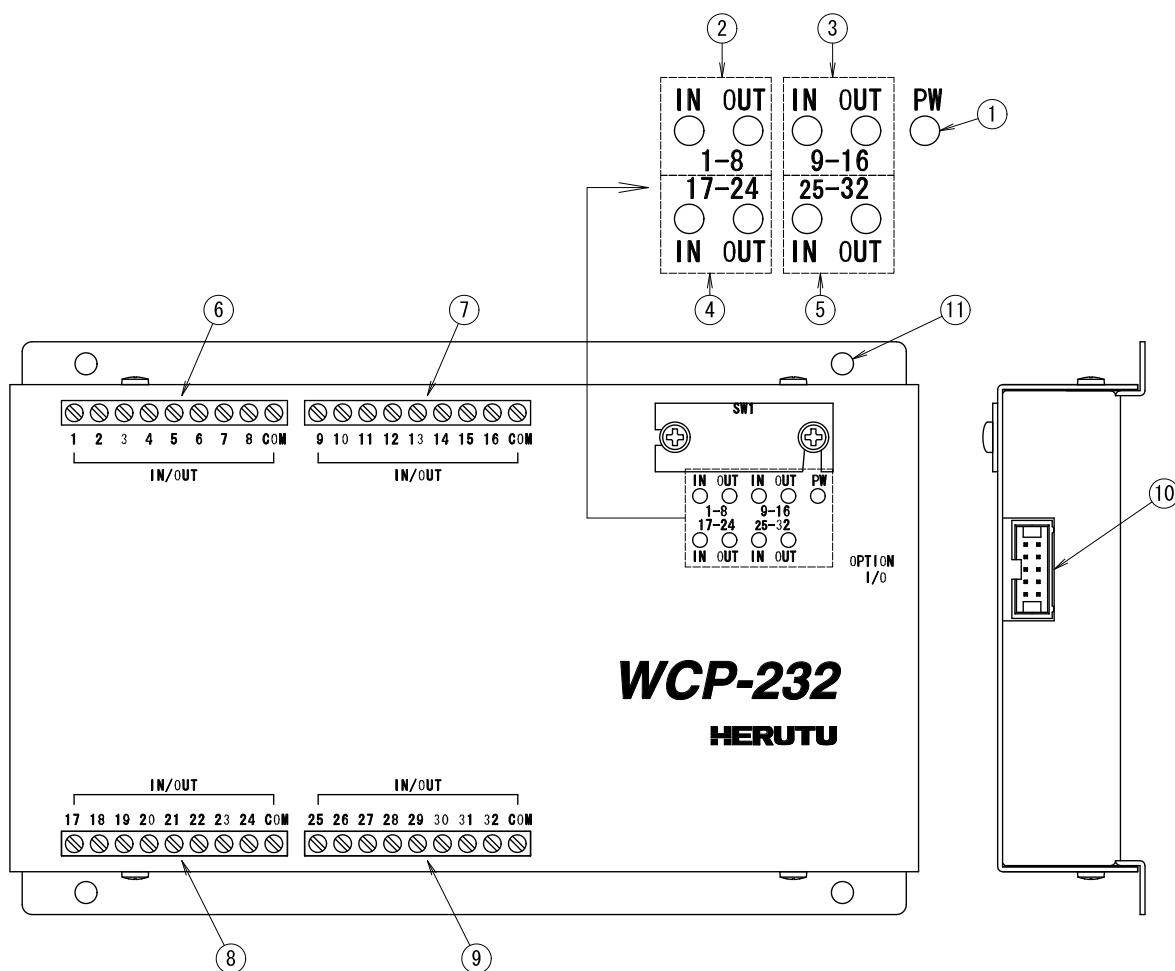 ② ③
IN OUT IN OUT PW ①
1-8 9-16
17-24 25-32
IN OUT IN OUT
④ ⑤
⑥ ⑦ ⑪
SW1
1 2 3 4 5 6 7 8 COM 9 10 11 12 13 14 15 16 COM
IN/OUT IN/OUT
IN OUT IN OUT PW
1-8 9-16
17-24 25-32
IN OUT IN OUT
⑩
OPTION
I/O
WCP-232
HERUTU
IN/OUT IN/OUT
17 18 19 20 21 22 23 24 COM 25 26 27 28 29 30 31 32 COM
⑧ ⑨